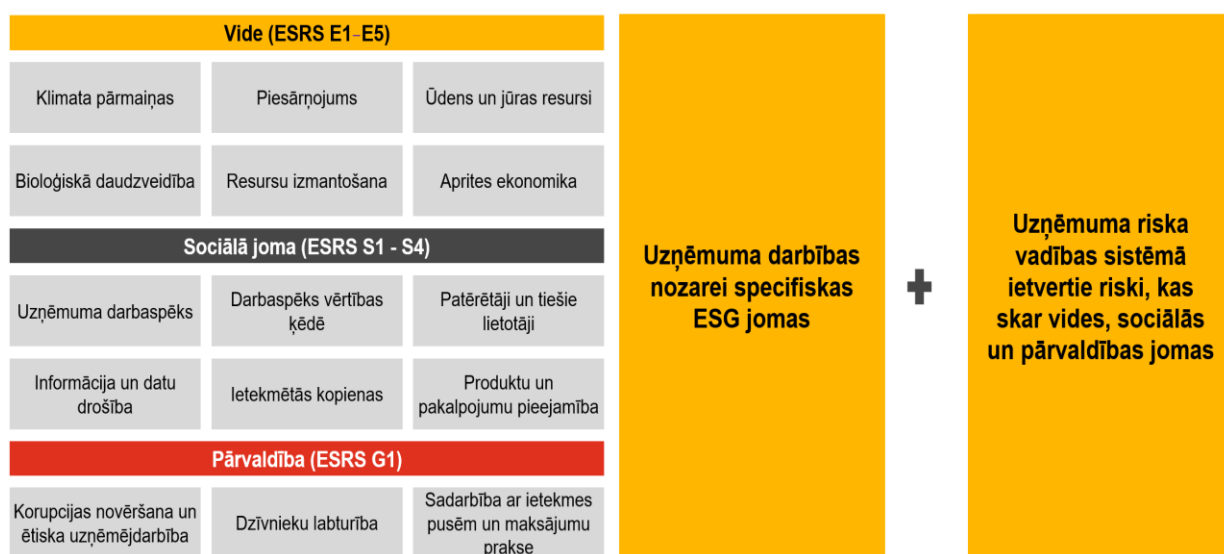 Vide (ESRS E1–E5)
Klimata pārmaiņas
Piesārņojums
Ūdens un jūras resursi
Bioloģiskā daudzveidība
Resursu izmantošana
Aprites ekonomika
Sociālā joma (ESRS S1 - S4)
Uzņēmuma darbaspēks
Darbaspēks vērtības
ķēdē
Patērētāji un tiešie
lietotāji
Informācija un datu
drošība
Ietekmētās kopienas
Produktu un
pakalpojumu pieejamība
Pārvaldība (ESRS G1)
Korupcijas novēršana un
ētiska uzņēmējdarbība
Dzīvnieku labturība
Sadarbība ar ietekmes
pusēm un maksājumu
prakse
Uzņēmuma darbības
nozarei specifiskas
ESG jomas
+
Uzņēmuma riska
vadības sistēmā
ietvertie riski, kas
skar vides, sociālās
un pārvaldības jomas